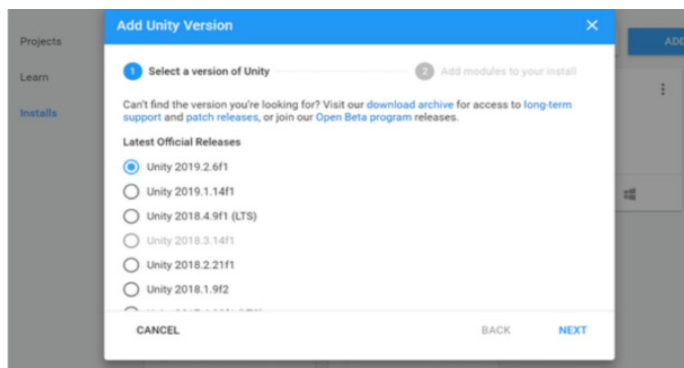 Add Unity Version
Projects
ADD
1 Select a version of Unity
2 Add modules to your install
Learn
Can't find the version you're looking for? Visit our download archive for access to long-term
support and patch releases, or join our Open Beta program releases.
Installs
Latest Official Releases
Unity 2019.2.6f1
Unity 2019.1.14f1
Unity 2018.4.9f1 (LTS)
Unity 2018.3.14f1
Unity 2018.2.21f1
Unity 2018.1.9f2
CANCEL
BACK
NEXT